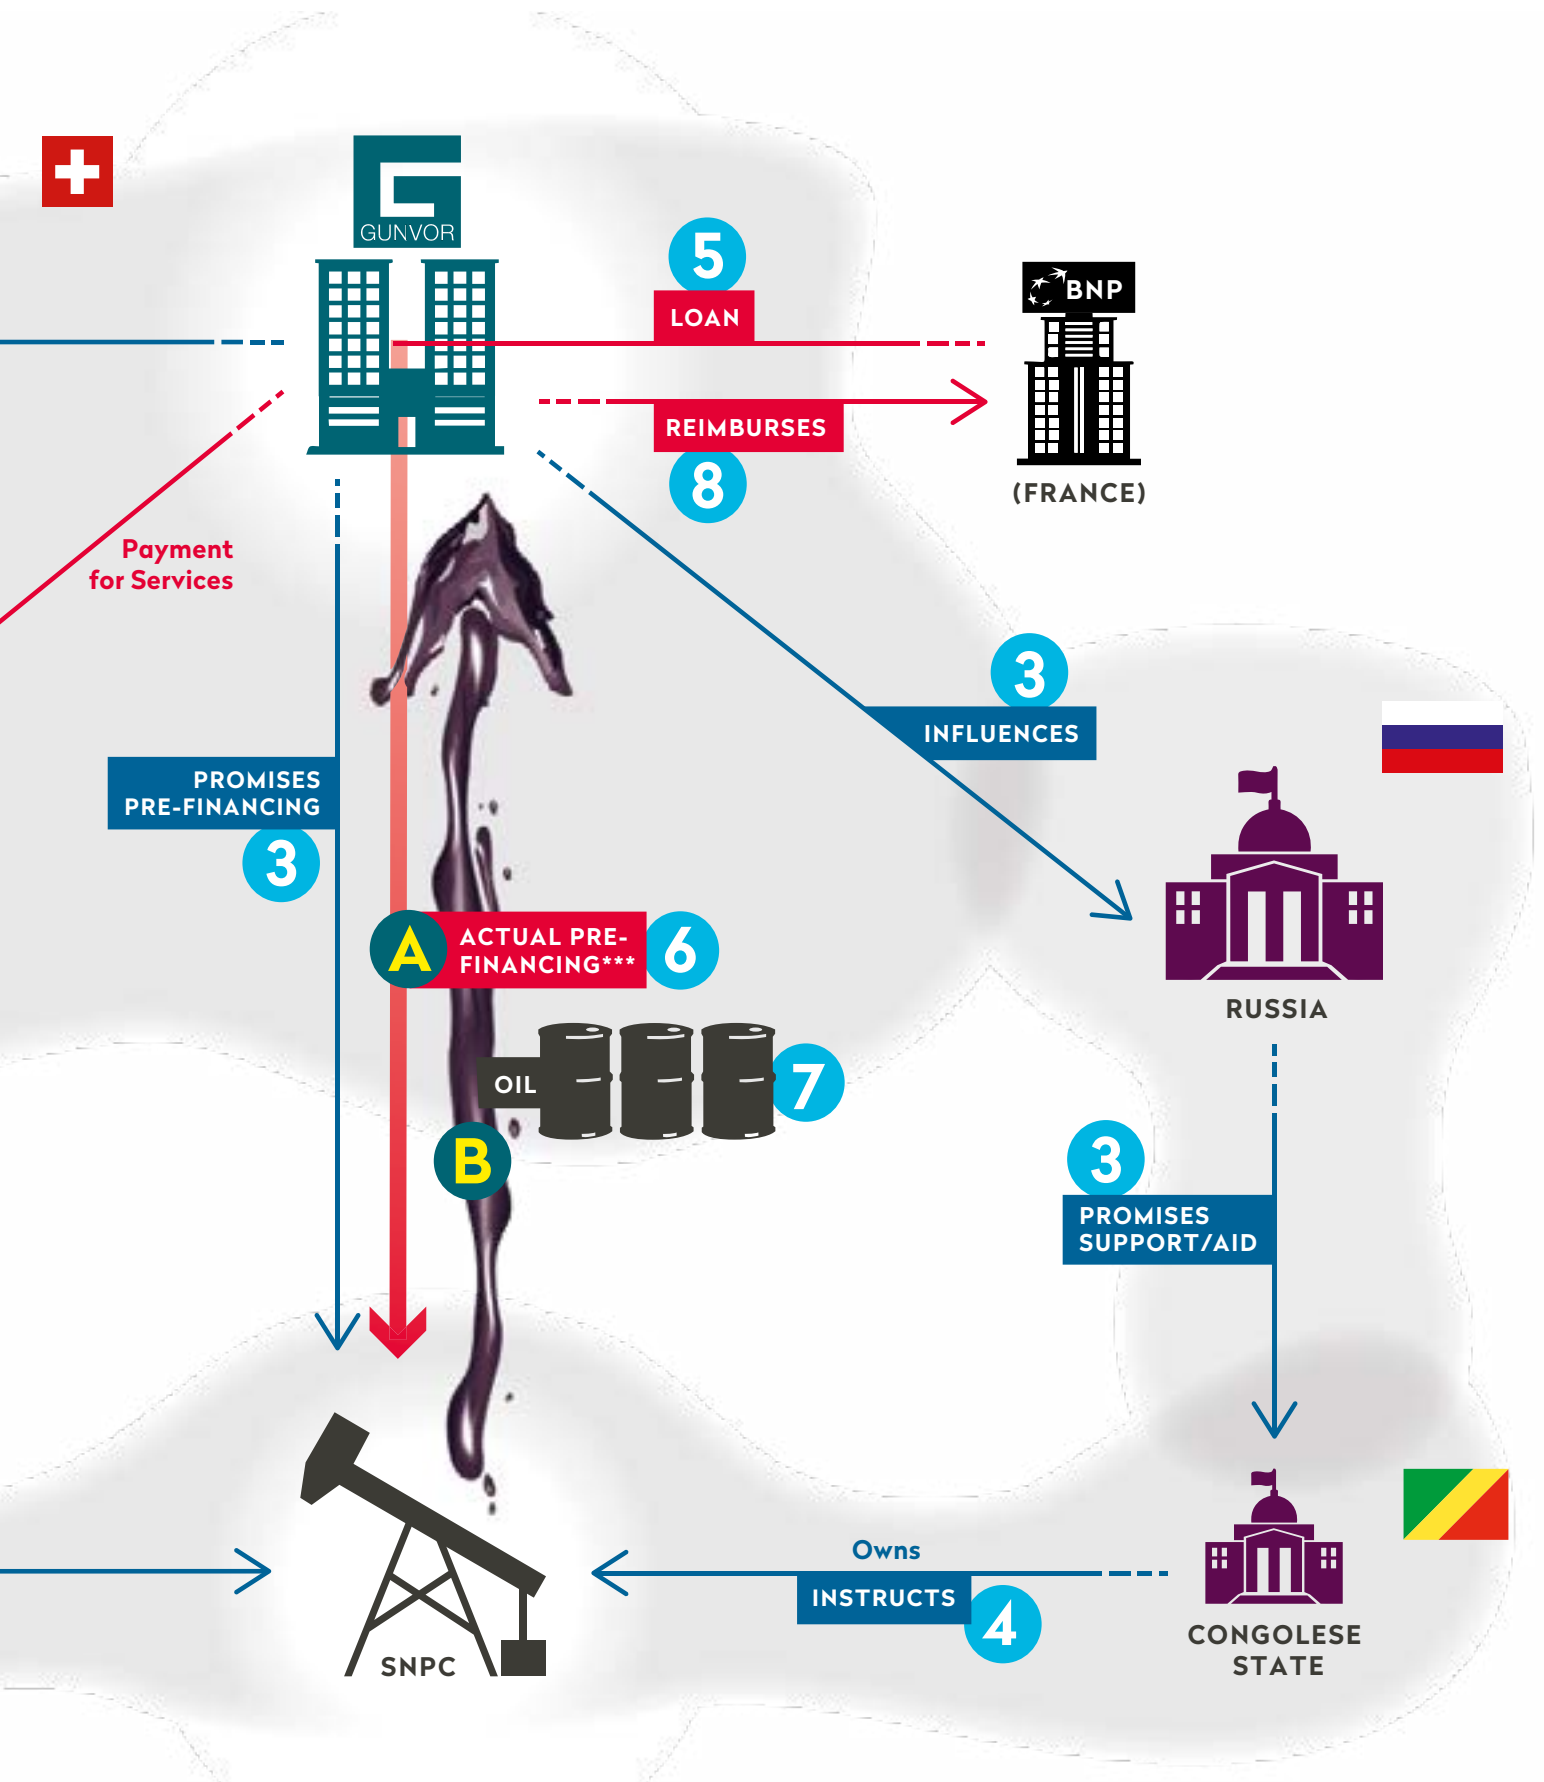 GUNVOR
5
LOAN
BNP
REIMBURSES
8
(FRANCE)
Payment
for Services
3
INFLUENCES
PROMISES
PRE-FINANCING
3
A
ACTUAL PRE-
FINANCING***
6
RUSSIA
OIL
7
B
3
PROMISES
SUPPORT/AID
Owns
INSTRUCTS
4
SNPC
CONGOLESE
STATE